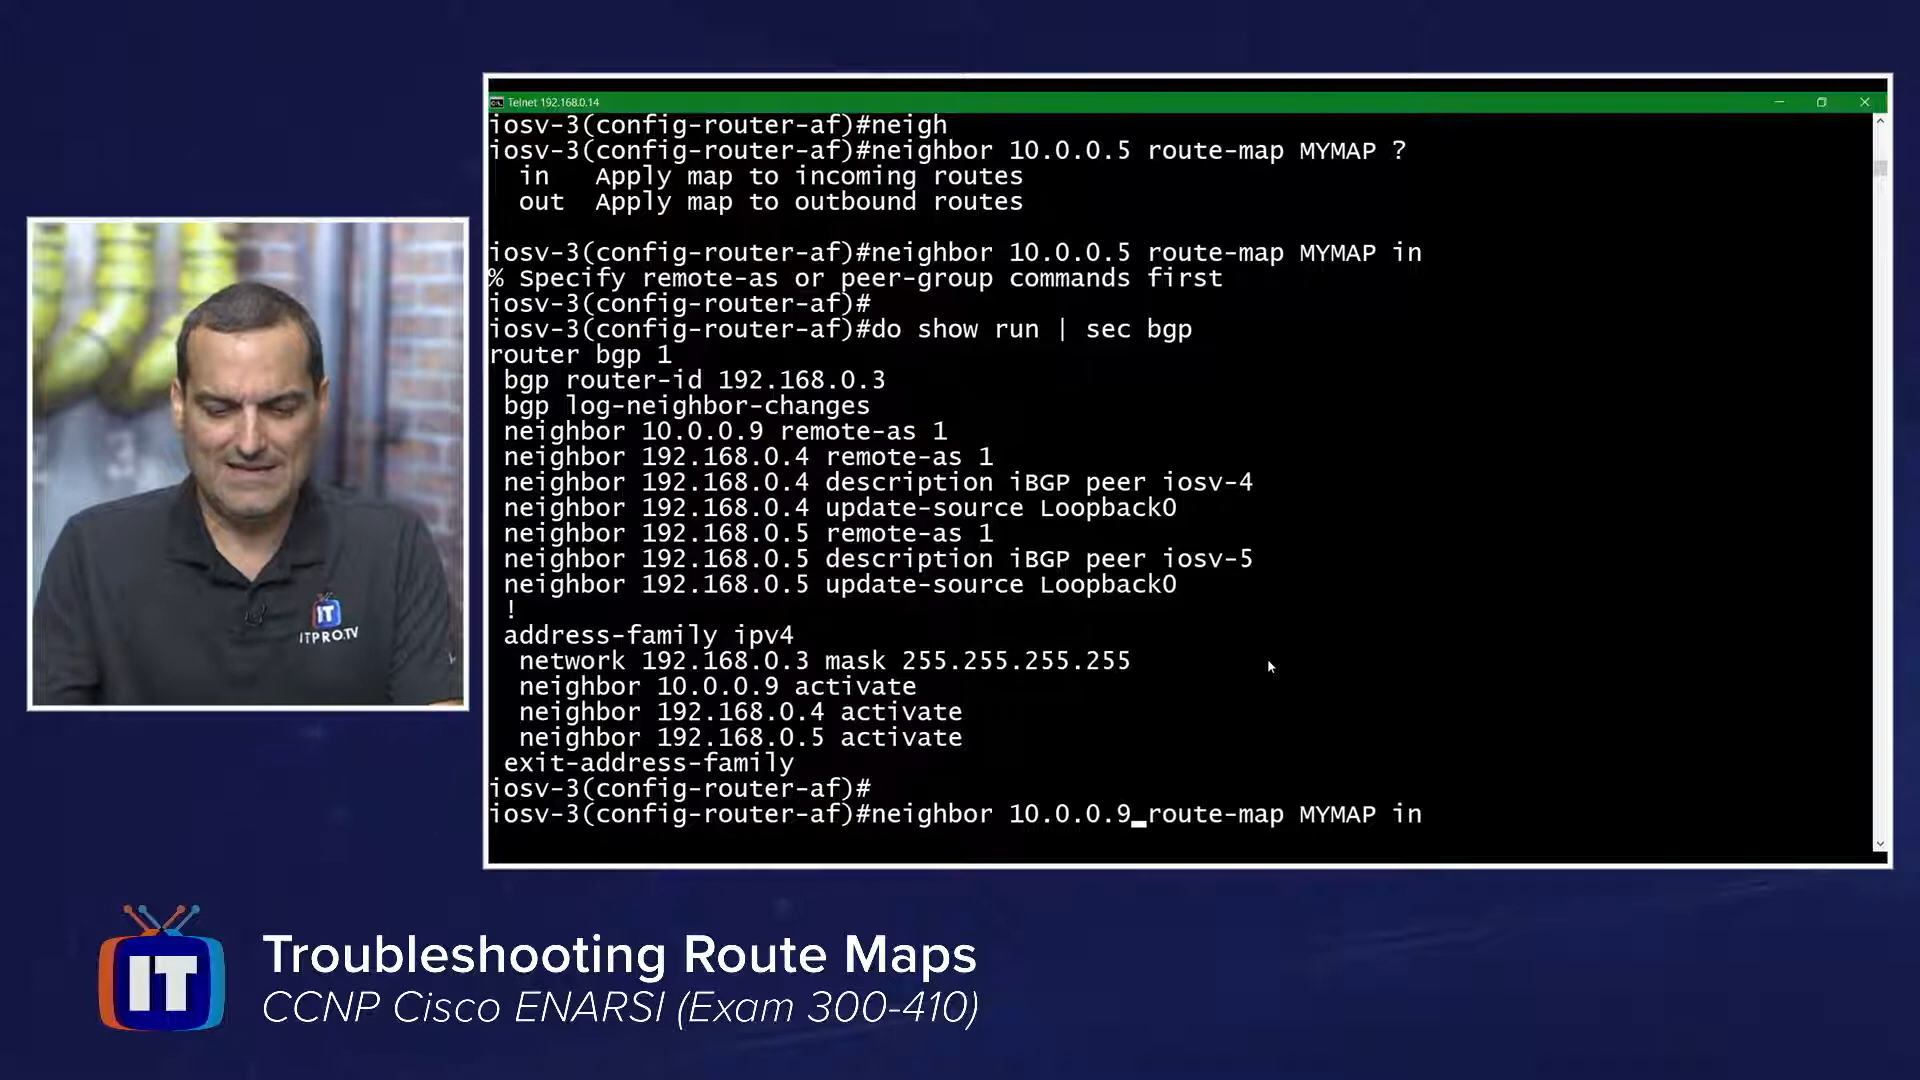 Telnet 192.168.0.14
iosv-3(config-router-af)#neigh
iosv-3(config-router-af)#neighbor 10.0.0.5 route-map MYMAP ?
  in   Apply map to incoming routes
  out  Apply map to outbound routes
iosv-3(config-router-af)#neighbor 10.0.0.5 route-map MYMAP in
% Specify remote-as or peer-group commands first
iosv-3(config-router-af)#
iosv-3(config-router-af)#do show run | sec bgp
router bgp 1
 bgp router-id 192.168.0.3
 bgp log-neighbor-changes
 neighbor 10.0.0.9 remote-as 1
 neighbor 192.168.0.4 remote-as 1
 neighbor 192.168.0.4 description iBGP peer iosv-4
 neighbor 192.168.0.4 update-source Loopback0
 neighbor 192.168.0.5 remote-as 1
 neighbor 192.168.0.5 description iBGP peer iosv-5
 neighbor 192.168.0.5 update-source Loopback0
 !
 address-family ipv4
  network 192.168.0.3 mask 255.255.255.255
  neighbor 10.0.0.9 activate
  neighbor 192.168.0.4 activate
  neighbor 192.168.0.5 activate
 exit-address-family
iosv-3(config-router-af)#
iosv-3(config-router-af)#neighbor 10.0.0.9 route-map MYMAP in
IT
ITPRO.TV
IT
Troubleshooting Route Maps
CCNP Cisco ENARSI (Exam 300-410)